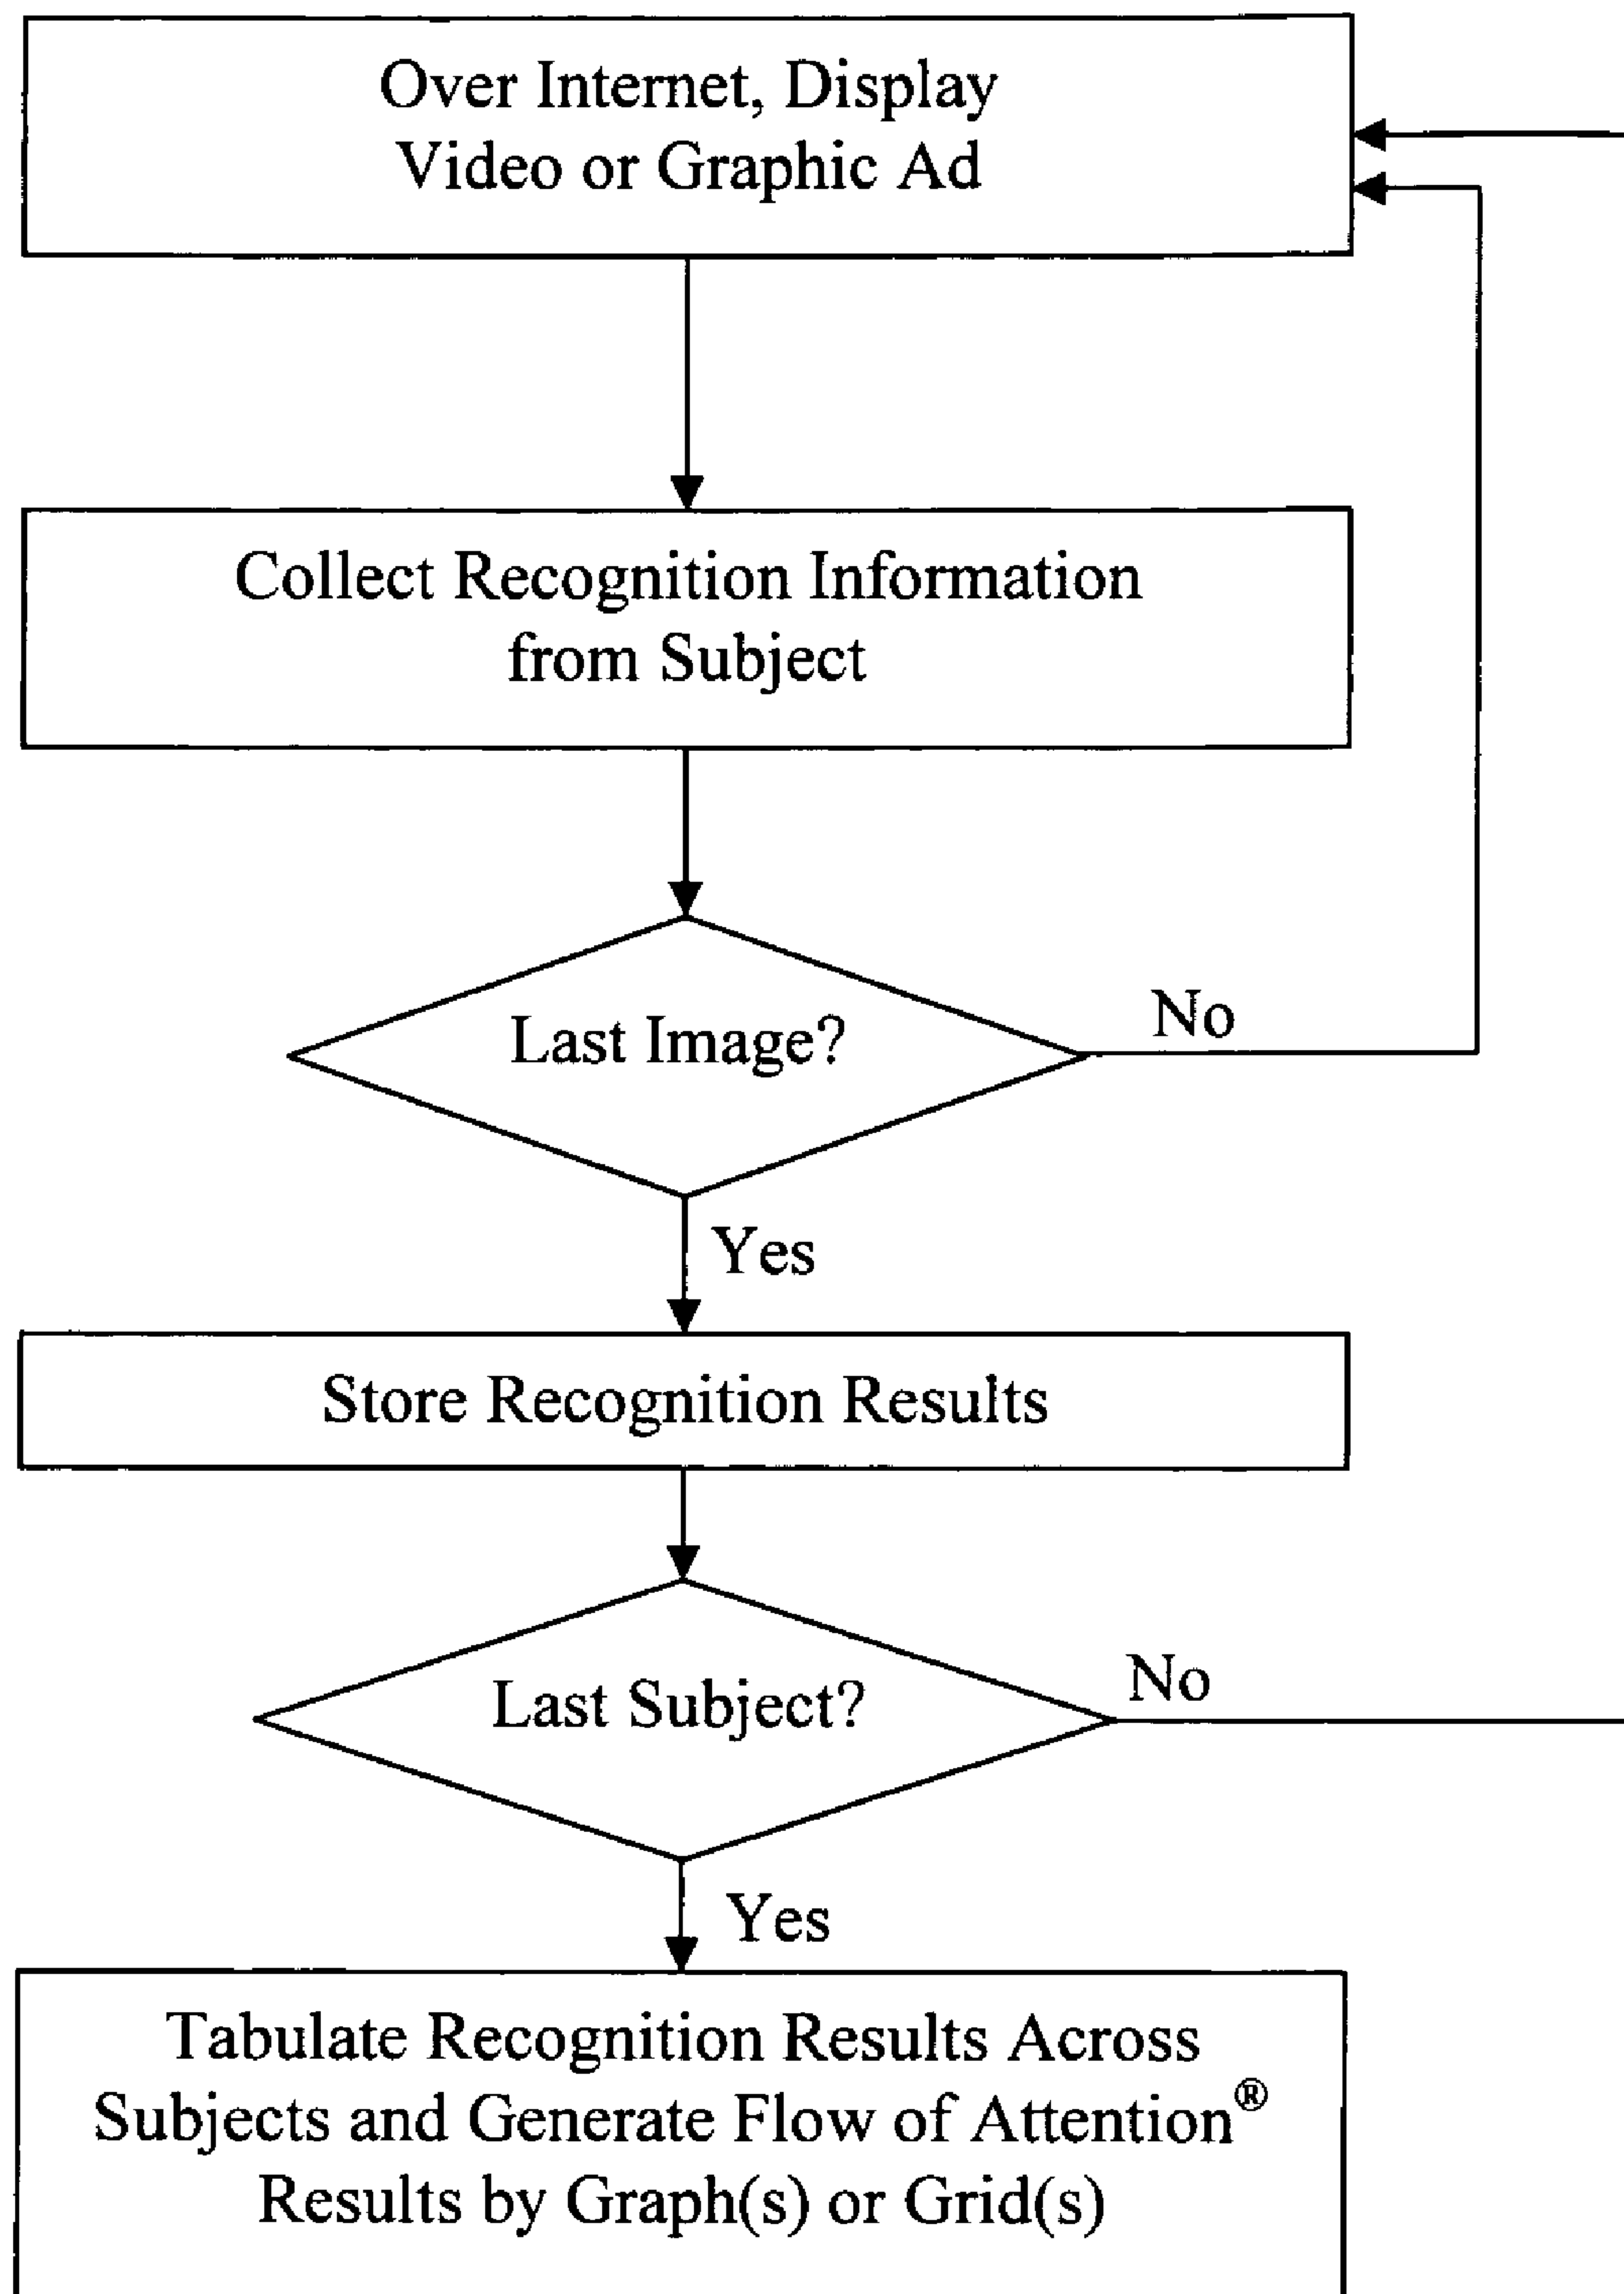 Over Internet, Display
Video or Graphic Ad
Collect Recognition Information
from Subject
Last Image?
No
Yes
Store Recognition Results
Last Subject?
No
Yes
Tabulate Recognition Results Across
Subjects and Generate Flow of Attention®
Results by Graph(s) or Grid(s)